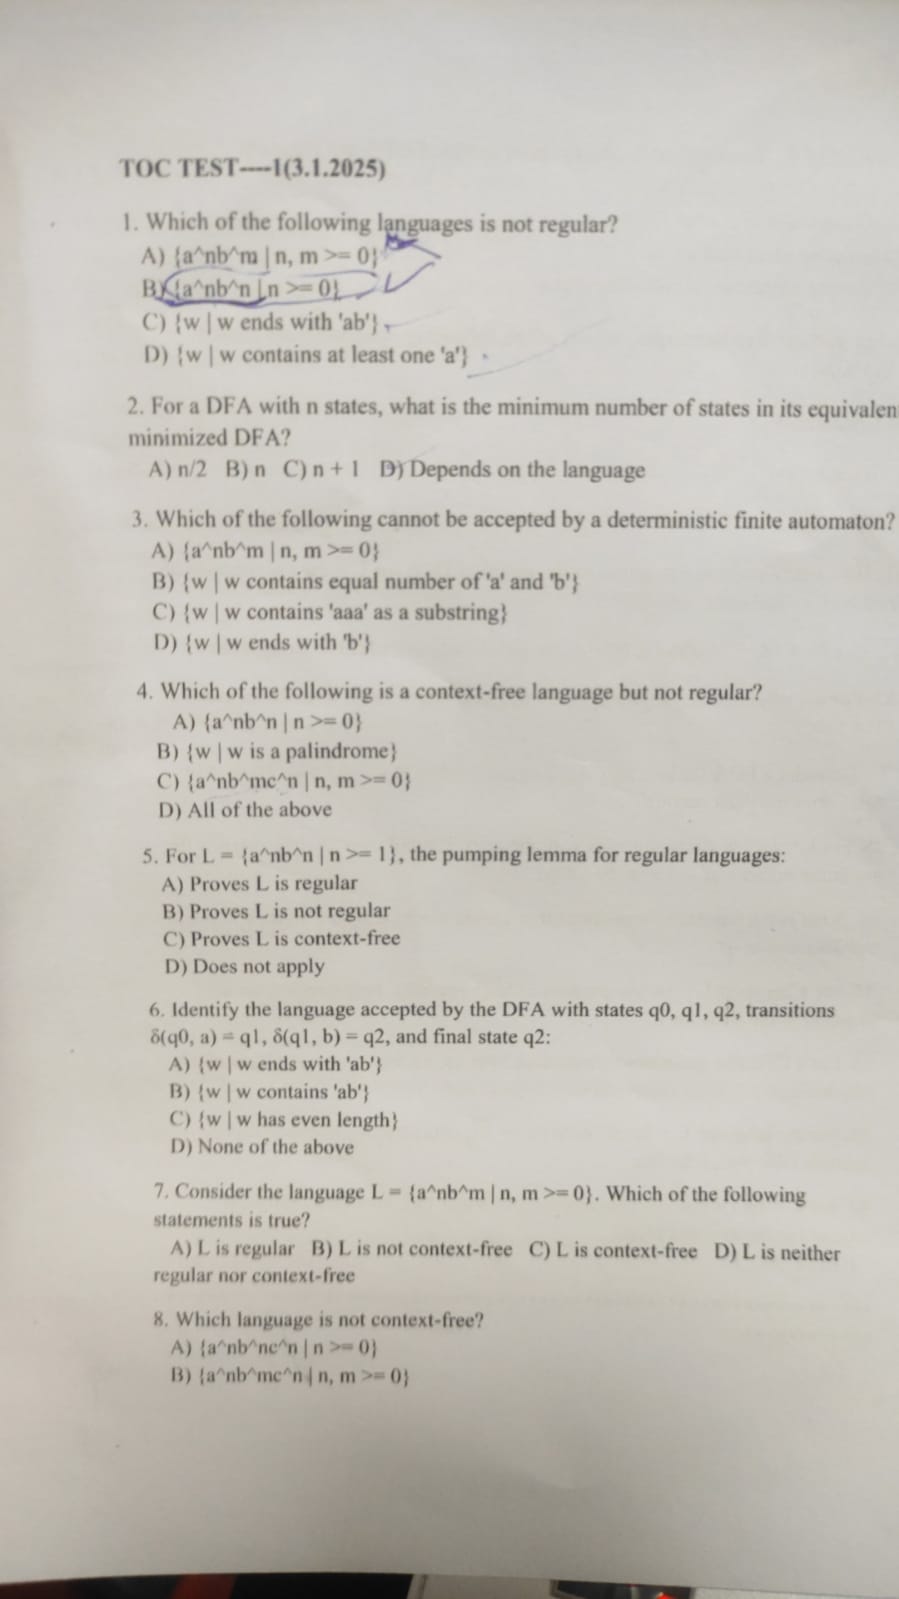 TOC TEST----1(3.1.2025)
1. Which of the following languages is not regular?
A) {a^nb^m | n, m >= 0}
B) {a^nb^n | n >= 0}
C) {w | w ends with 'ab'}
D) {w | w contains at least one 'a'}
2. For a DFA with n states, what is the minimum number of states in its equivalen
minimized DFA?
A) n/2 B) n C) n + 1 D) Depends on the language
3. Which of the following cannot be accepted by a deterministic finite automaton?
A) {a^nb^m | n, m >= 0}
B) {w | w contains equal number of 'a' and 'b'}
C) {w | w contains 'aaa' as a substring}
D) {w | w ends with 'b'}
4. Which of the following is a context-free language but not regular?
A) {a^nb^n | n >= 0}
B) {w | w is a palindrome}
C) {a^nb^mc^n | n, m >= 0}
D) All of the above
5. For L = {a^nb^n | n >= 1}, the pumping lemma for regular languages:
A) Proves L is regular
B) Proves L is not regular
C) Proves L is context-free
D) Does not apply
6. Identify the language accepted by the DFA with states q0, q1, q2, transitions
δ(q0, a) = q1, δ(q1, b) = q2, and final state q2:
A) {w | w ends with 'ab'}
B) {w | w contains 'ab'}
C) {w | w has even length}
D) None of the above
7. Consider the language L = {a^nb^m | n, m >= 0}. Which of the following
statements is true?
A) L is regular B) L is not context-free C) L is context-free D) L is neither
regular nor context-free
8. Which language is not context-free?
A) {a^nb^nc^n | n >= 0}
B) {a^nb^mc^n | n, m >= 0}